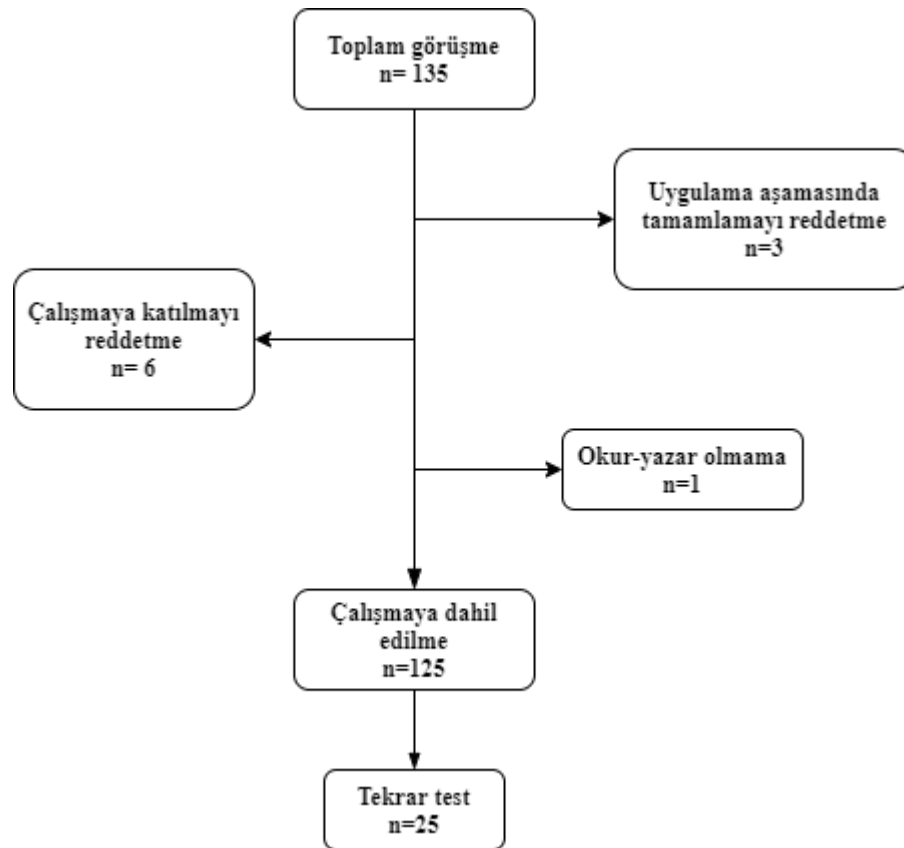 Toplam görüşme
n= 135
Uygulama aşamasında
tamamlamayı reddetme
n=3
Çalışmaya katılmayı
reddetme
n= 6
Okur-yazar olmama
n=1
Çalışmaya dahil
edilme
n=125
Tekrar test
n=25